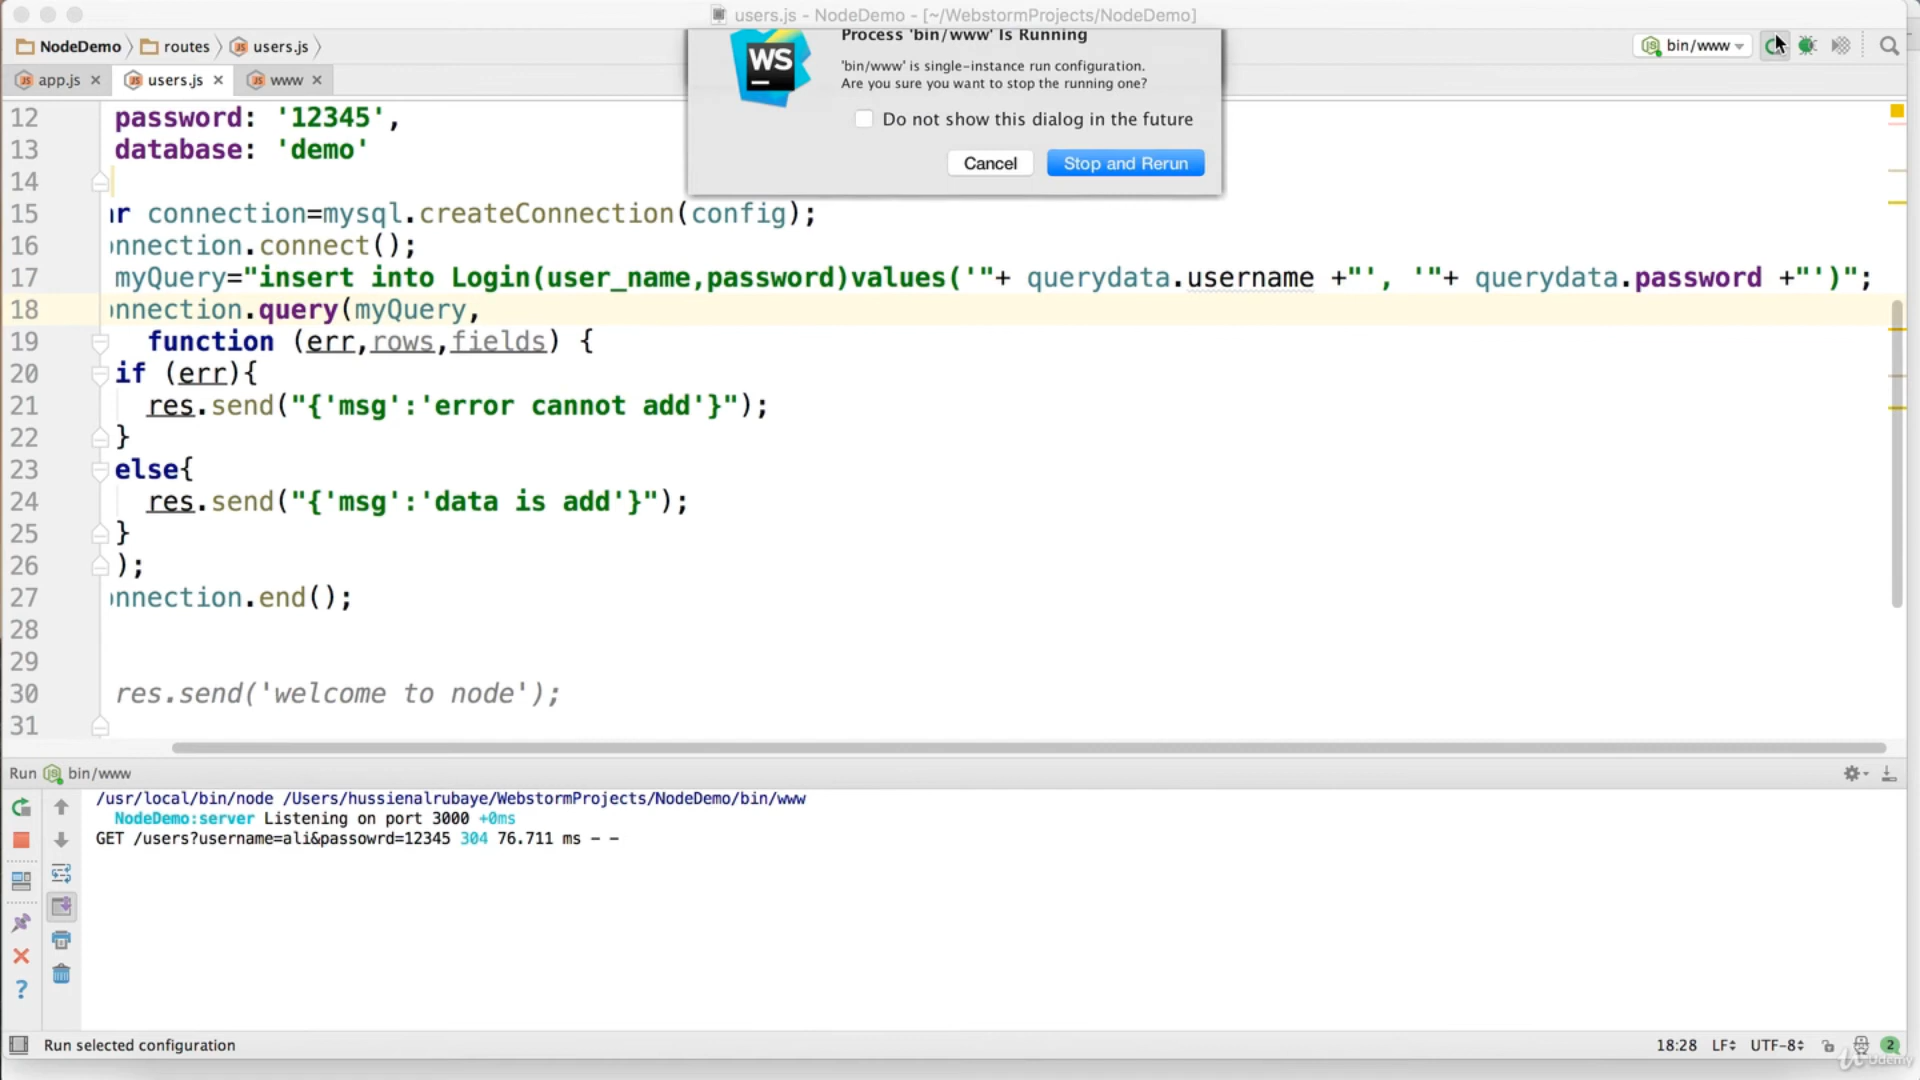 users.js - NodeDemo - [~/WebstormProjects/NodeDemo]
NodeDemo routes users.js
bin/www
app.js users.js www
WS
Process 'bin/www' Is Running
'bin/www' is single-instance run configuration.
Are you sure you want to stop the running one?
Do not show this dialog in the future
Cancel Stop and Rerun
12 password: '12345',
13 database: 'demo'
14
15 r connection=mysql.createConnection(config);
16 nnection.connect();
17 myQuery="insert into Login(user_name,password)values('"+ querydata.username +"', '"+ querydata.password +"')";
18 nnection.query(myQuery,
19 function (err,rows,fields) {
20 if (err){
21 res.send("{'msg':'error cannot add'}");
22 }
23 else{
24 res.send("{'msg':'data is add'}");
25 }
26 );
27 nnection.end();
28
29
30 res.send('welcome to node');
31
Run bin/www
/usr/local/bin/node /Users/hussienalrubaye/WebstormProjects/NodeDemo/bin/www
NodeDemo:server Listening on port 3000 +0ms
GET /users?username=ali&passowrd=12345 304 76.711 ms - -
Run selected configuration
18:28 LF UTF-8 2
Udemy